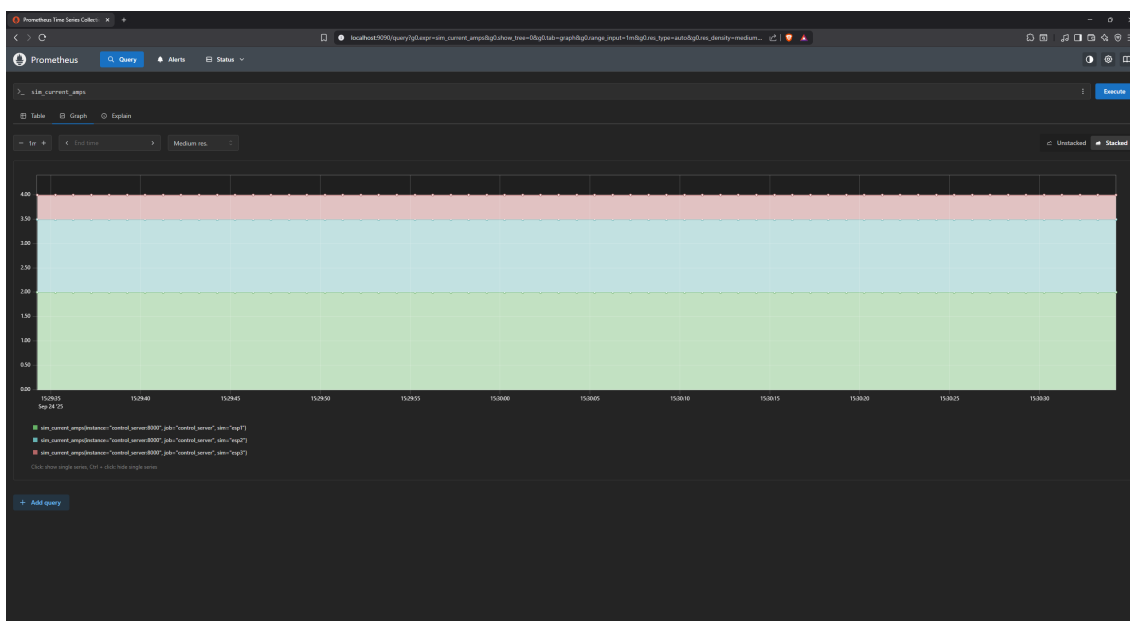 Prometheus Time Series Collecti
localhost:9090/query?g0.expr=sim_current_amps&g0.show_tree=0&g0.tab=graph&g0.range_input=1m&g0.res_type=auto&g0.res_density=medium...
Prometheus
Query
Alerts
Status
>_ sim_current_amps
Execute
Table
Graph
Explain
− 1m +
End time
Medium res.
Unstacked
Stacked
4.00
3.50
3.00
2.50
2.00
1.50
1.00
0.50
0.00
15:29:35 15:29:40 15:29:45 15:29:50 15:29:55 15:30:00 15:30:05 15:30:10 15:30:15 15:30:20 15:30:25 15:30:30
Sep 24 '25
sim_current_amps{instance="control_server:8000", job="control_server", sim="esp1"}
sim_current_amps{instance="control_server:8000", job="control_server", sim="esp2"}
sim_current_amps{instance="control_server:8000", job="control_server", sim="esp3"}
Click: show single series, Ctrl + click: hide single series
+ Add query